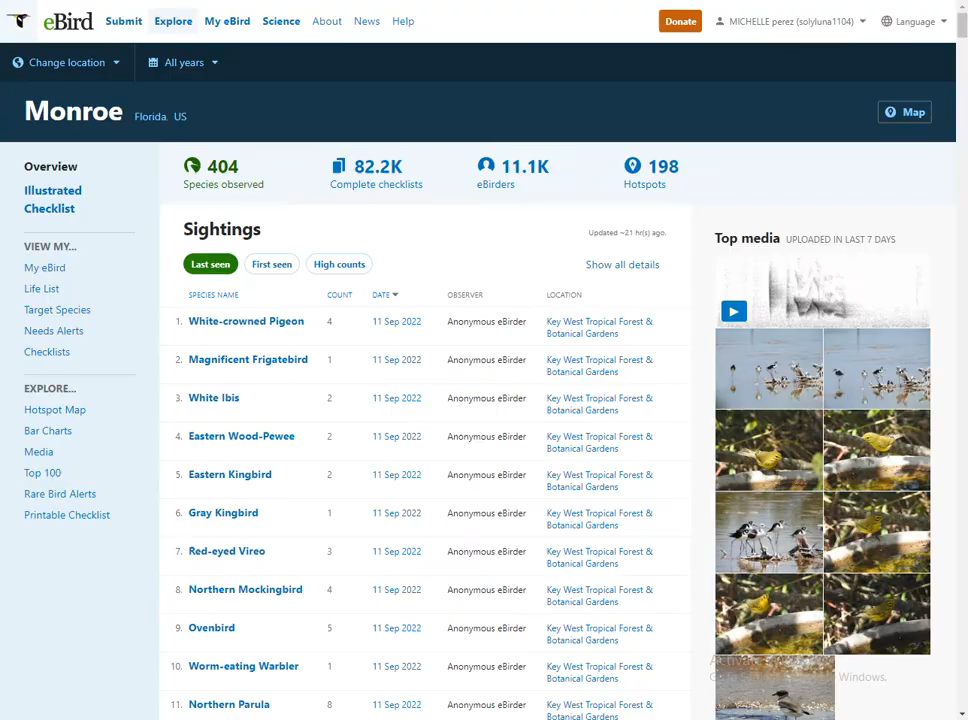 eBird Submit Explore My eBird Science About News Help Donate MICHELLE perez (solyluna1104) Language
Change location All years
Monroe Florida, US Map
Overview
Illustrated
Checklist
VIEW MY...
My eBird
Life List
Target Species
Needs Alerts
Checklists
EXPLORE...
Hotspot Map
Bar Charts
Media
Top 100
Rare Bird Alerts
Printable Checklist
404 82.2K 11.1K 198
Species observed Complete checklists eBirders Hotspots
Sightings Updated ~21 hr(s) ago.
Last seen First seen High counts Show all details
SPECIES NAME COUNT DATE OBSERVER LOCATION
1. White-crowned Pigeon 4 11 Sep 2022 Anonymous eBirder Key West Tropical Forest &
Botanical Gardens
2. Magnificent Frigatebird 1 11 Sep 2022 Anonymous eBirder Key West Tropical Forest &
Botanical Gardens
3. White Ibis 2 11 Sep 2022 Anonymous eBirder Key West Tropical Forest &
Botanical Gardens
4. Eastern Wood-Pewee 2 11 Sep 2022 Anonymous eBirder Key West Tropical Forest &
Botanical Gardens
5. Eastern Kingbird 2 11 Sep 2022 Anonymous eBirder Key West Tropical Forest &
Botanical Gardens
6. Gray Kingbird 1 11 Sep 2022 Anonymous eBirder Key West Tropical Forest &
Botanical Gardens
7. Red-eyed Vireo 3 11 Sep 2022 Anonymous eBirder Key West Tropical Forest &
Botanical Gardens
8. Northern Mockingbird 4 11 Sep 2022 Anonymous eBirder Key West Tropical Forest &
Botanical Gardens
9. Ovenbird 5 11 Sep 2022 Anonymous eBirder Key West Tropical Forest &
Botanical Gardens
10. Worm-eating Warbler 1 11 Sep 2022 Anonymous eBirder Key West Tropical Forest &
Botanical Gardens
11. Northern Parula 8 11 Sep 2022 Anonymous eBirder Key West Tropical Forest &
Top media UPLOADED IN LAST 7 DAYS
Windows.